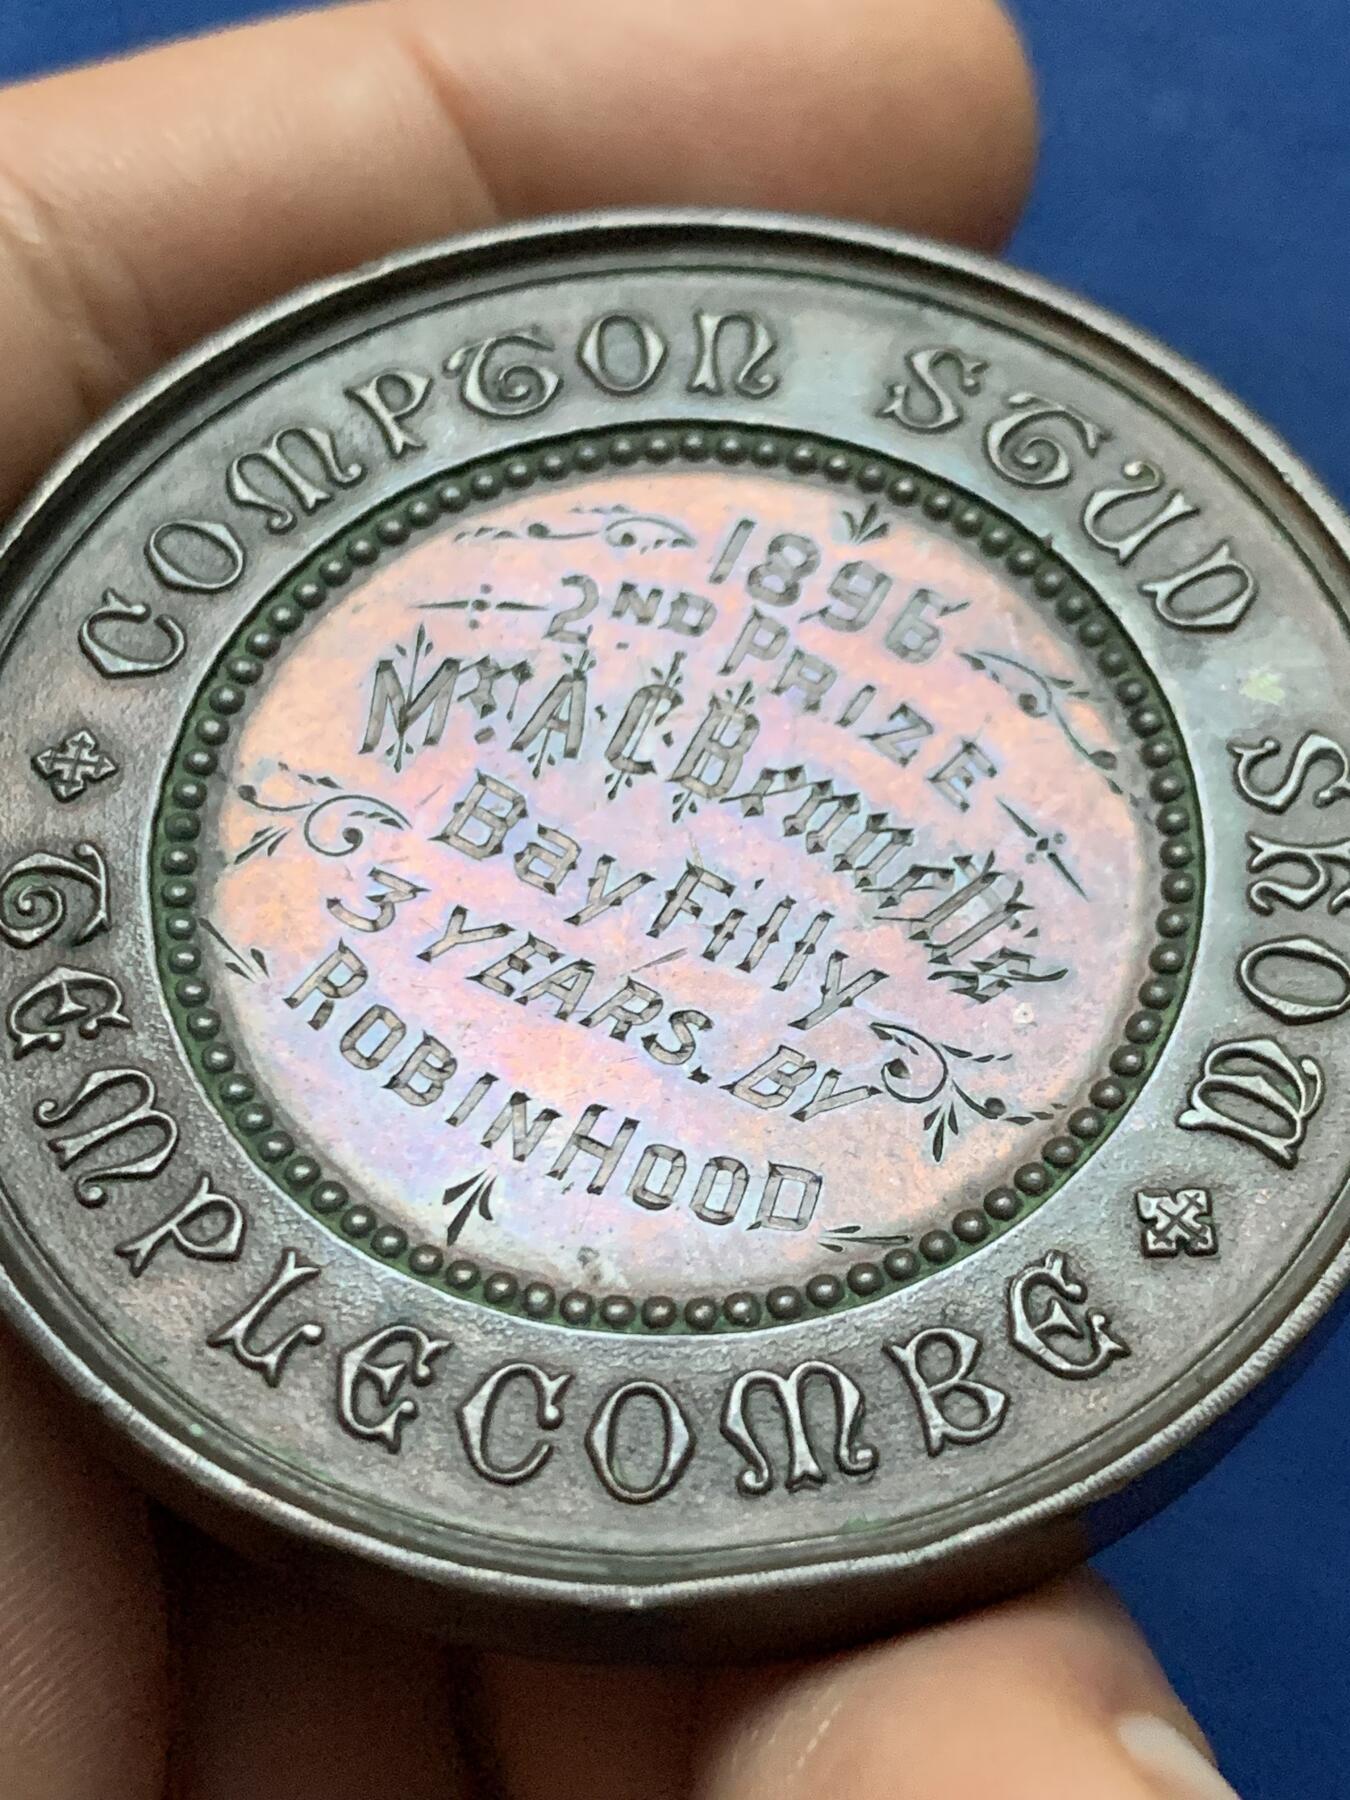 COMPTON STUD SHOW
TEMPLECOMBE
1896
2ND PRIZE
Mr. A. C. 
Bay Filly
3 YEARS. BY
ROBIN HOOD